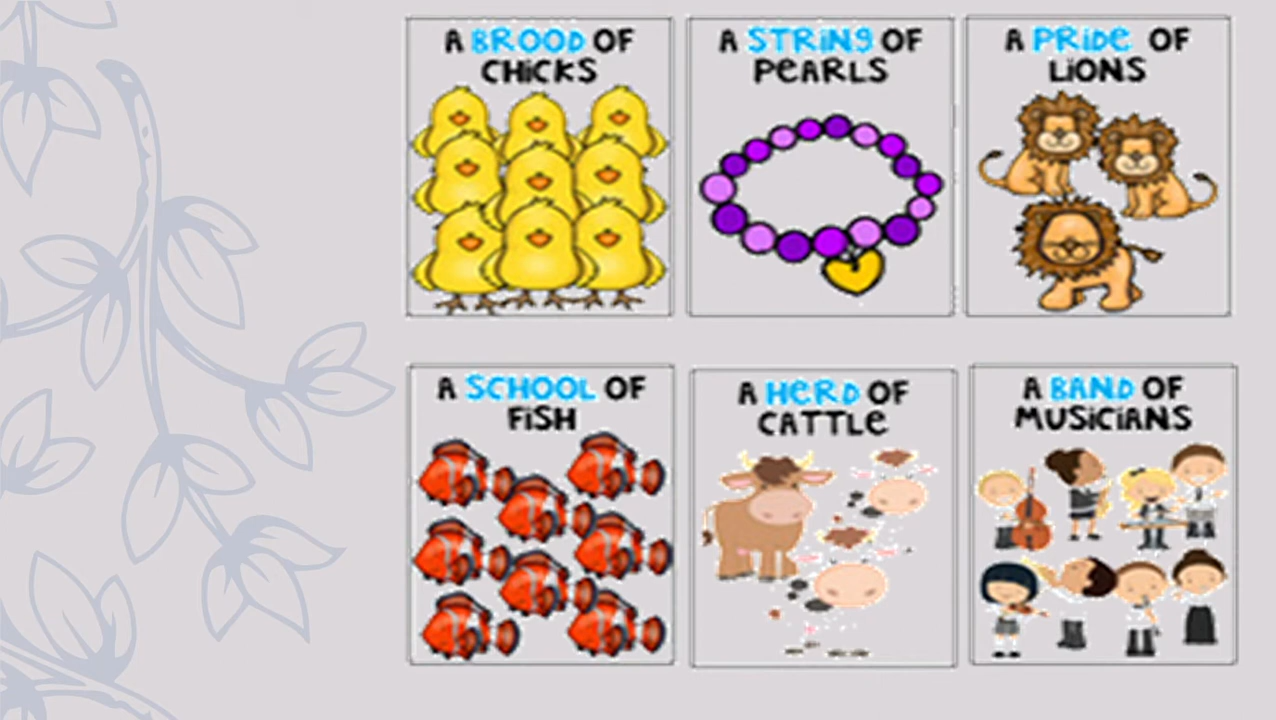 A BROOD OF
CHICKS
A STRING OF
PEARLS
A PRIDE OF
LIONS
A SCHOOL OF
FISH
A HERD OF
CATTLE
A BAND OF
MUSICIANS